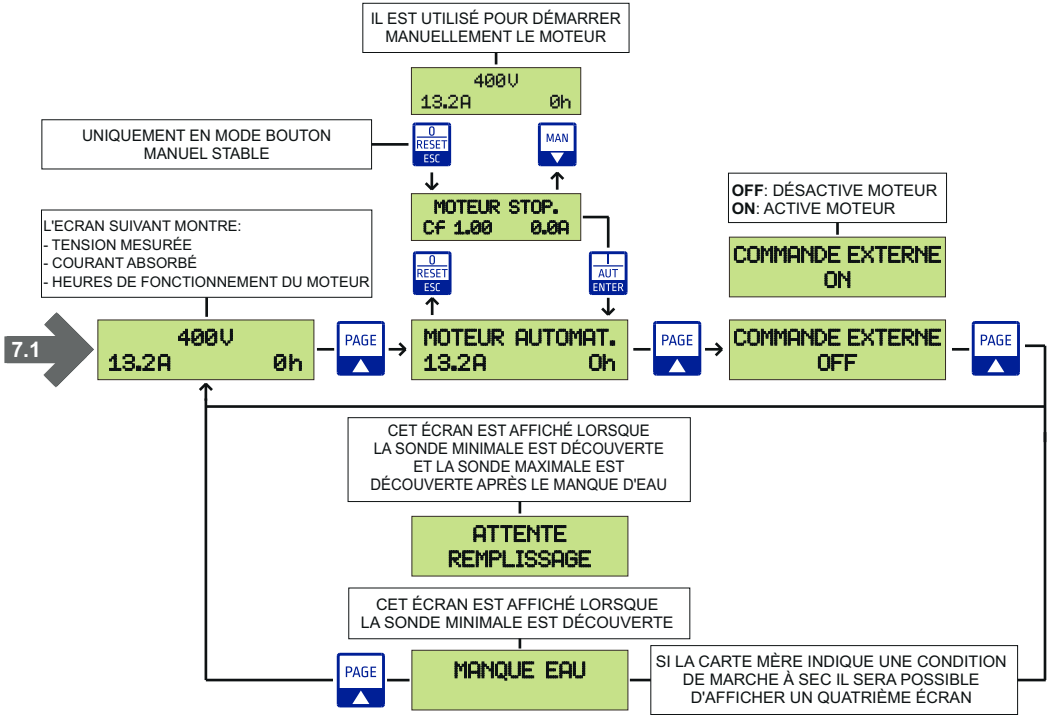 IL EST UTILISÉ POUR DÉMARRER
MANUELLEMENT LE MOTEUR
400V
13.2A 0h
UNIQUEMENT EN MODE BOUTON
MANUEL STABLE
0
RESET
ESC
MAN
MOTEUR STOP.
Cf 1.00 0.0A
OFF: DÉSACTIVE MOTEUR
ON: ACTIVE MOTEUR
L'ECRAN SUIVANT MONTRE:
- TENSION MESURÉE
- COURANT ABSORBÉ
- HEURES DE FONCTIONNEMENT DU MOTEUR
0
RESET
ESC
I
AUT
ENTER
COMMANDE EXTERNE
ON
7.1
400V
13.2A 0h
PAGE
MOTEUR AUTOMAT.
13.2A 0h
PAGE
COMMANDE EXTERNE
OFF
PAGE
CET ÉCRAN EST AFFICHÉ LORSQUE
LA SONDE MINIMALE EST DÉCOUVERTE
ET LA SONDE MAXIMALE EST
DÉCOUVERTE APRÈS LE MANQUE D'EAU
ATTENTE
REMPLISSAGE
CET ÉCRAN EST AFFICHÉ LORSQUE
LA SONDE MINIMALE EST DÉCOUVERTE
PAGE
MANQUE EAU
SI LA CARTE MÈRE INDIQUE UNE CONDITION
DE MARCHE À SEC IL SERA POSSIBLE
D'AFFICHER UN QUATRIÈME ÉCRAN